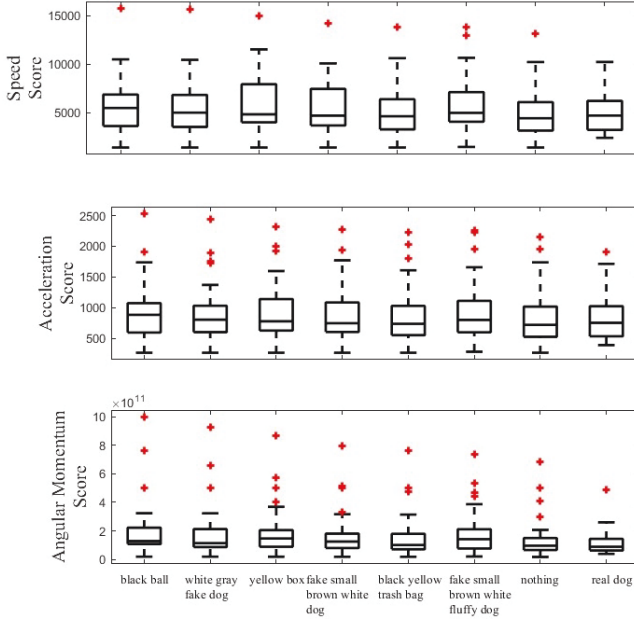 Speed
Score
15000
10000
5000
Acceleration
Score
2500
2000
1500
1000
500
Angular Momentum
Score
×10^11
10
8
6
4
2
0
black ball
white gray
fake dog
yellow box
fake small
brown white
dog
black yellow
trash bag
fake small
brown white
fluffy dog
nothing
real dog